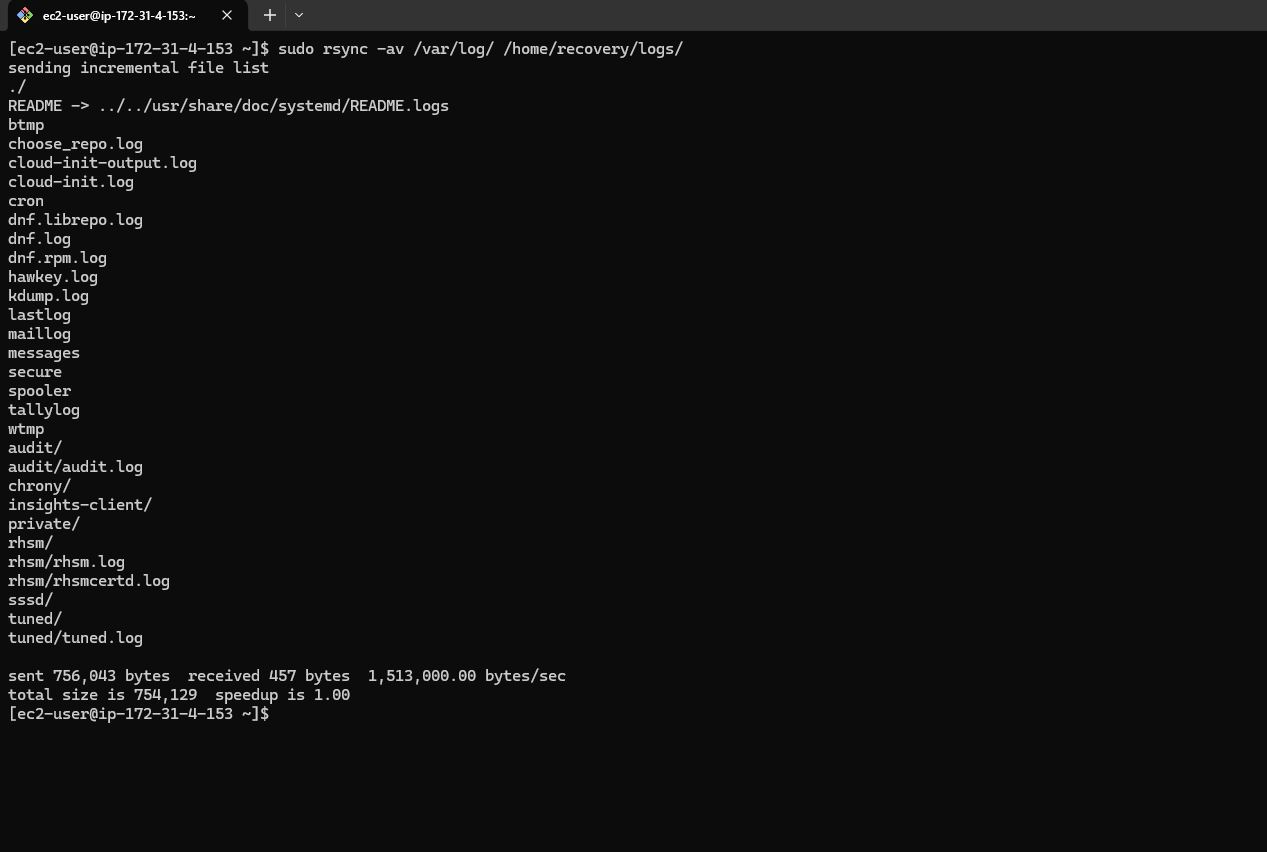 ec2-user@ip-172-31-4-153:~
[ec2-user@ip-172-31-4-153 ~]$ sudo rsync -av /var/log/ /home/recovery/logs/
sending incremental file list
./
README -> ../../usr/share/doc/systemd/README.logs
btmp
choose_repo.log
cloud-init-output.log
cloud-init.log
cron
dnf.librepo.log
dnf.log
dnf.rpm.log
hawkey.log
kdump.log
lastlog
maillog
messages
secure
spooler
tallylog
wtmp
audit/
audit/audit.log
chrony/
insights-client/
private/
rhsm/
rhsm/rhsm.log
rhsm/rhsmcertd.log
sssd/
tuned/
tuned/tuned.log

sent 756,043 bytes  received 457 bytes  1,513,000.00 bytes/sec
total size is 754,129  speedup is 1.00
[ec2-user@ip-172-31-4-153 ~]$